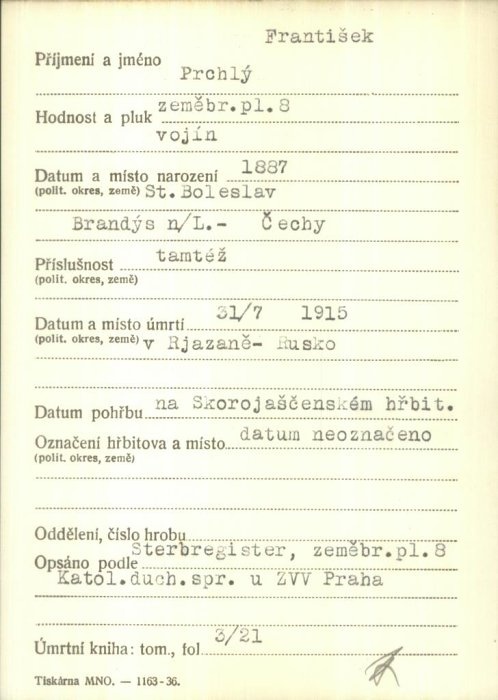 František
Příjmení a jméno
Prchlý
zeměbr.pl.8
Hodnost a pluk
vojín
Datum a místo narození 1887
(polit. okres, země) St.Boleslav
Brandýs n/L.- Čechy
Příslušnost tamtéž
(polit. okres, země)
Datum a místo úmrtí 31/7 1915
(polit. okres, země) v Rjazaně- Rusko
Datum pohřbu na Skorojaščenském hřbit.
Označení hřbitova a místo datum neoznačeno
(polit. okres, země)
Oddělení, číslo hrobu
Sterbregister, zeměbr.pl.8
Opsáno podle
Katol.duch.spr. u ZVV Praha
Úmrtní kniha: tom., fol. 3/21
Tiskárna MNO. — 1163-36.